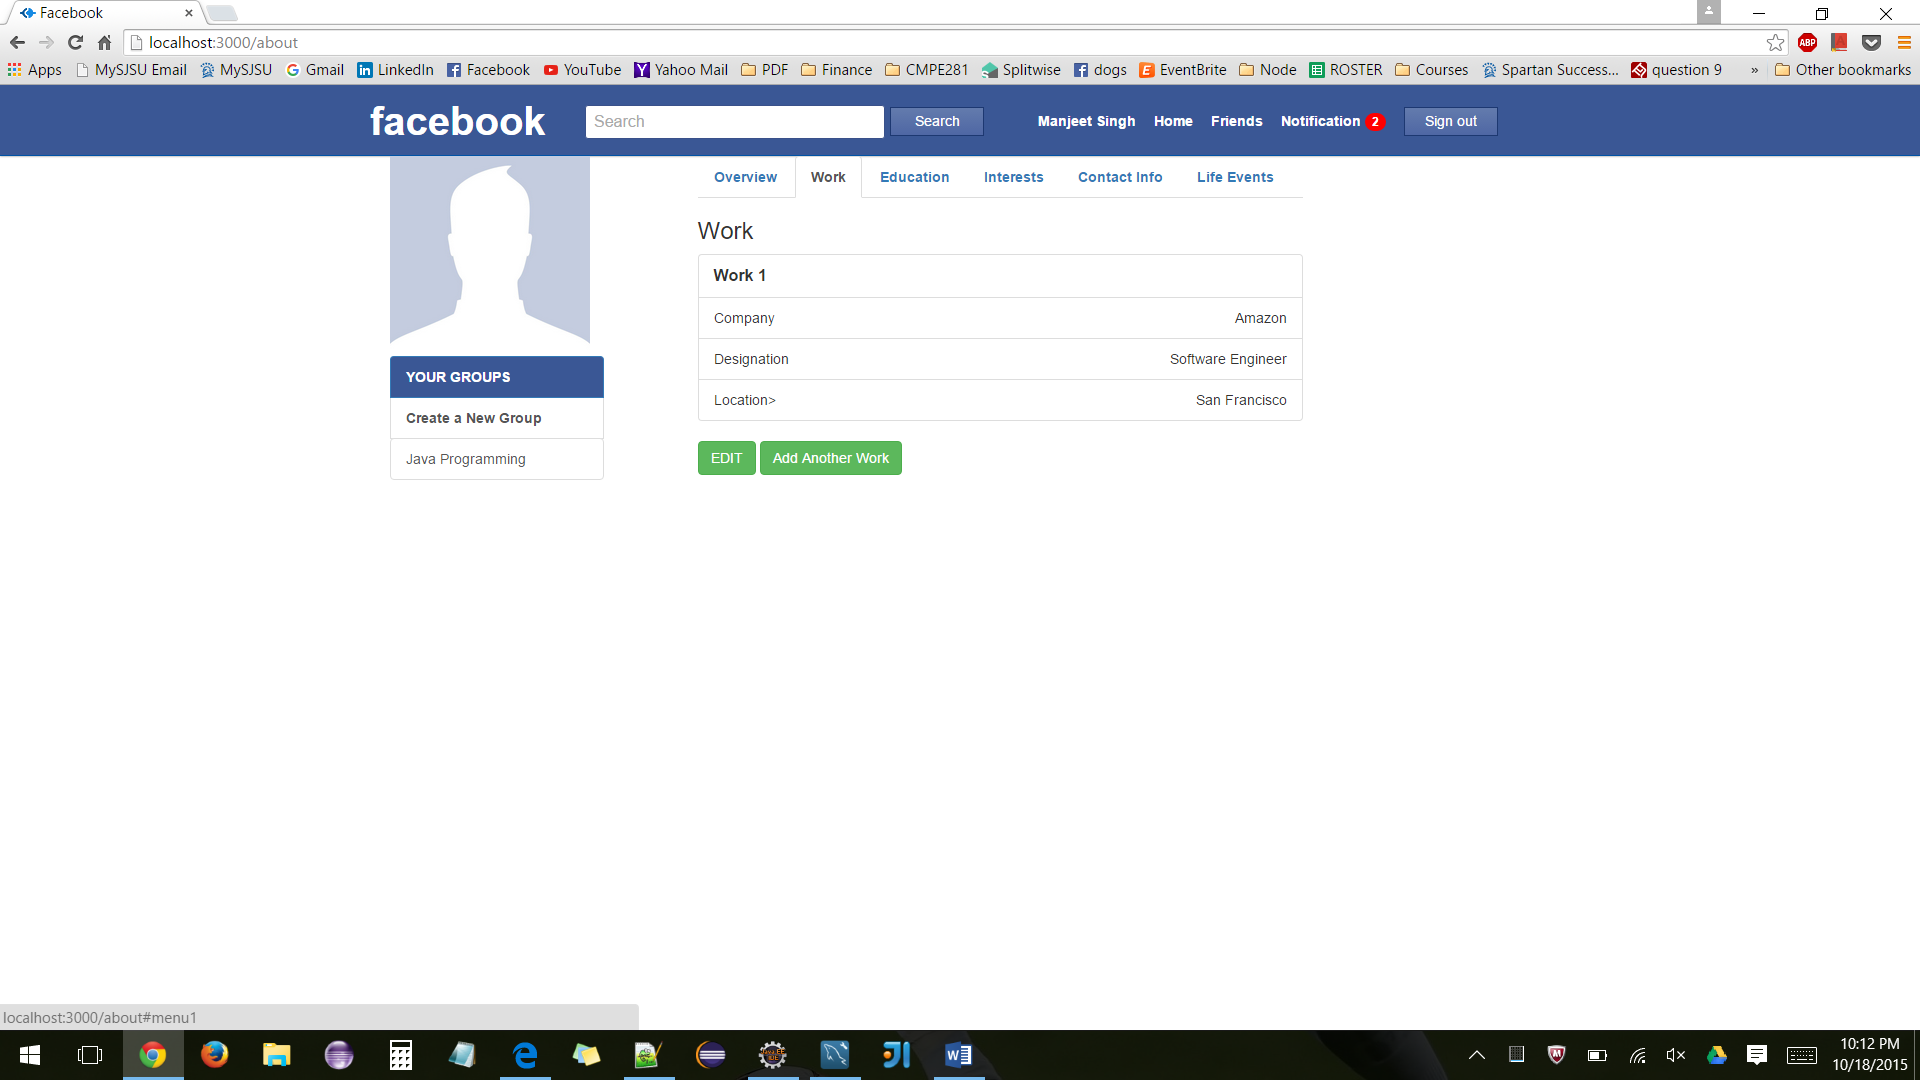 Facebook
localhost:3000/about
Apps MySJSU Email MySJSU Gmail LinkedIn Facebook YouTube Yahoo Mail PDF Finance CMPE281 Splitwise dogs EventBrite Node ROSTER Courses Spartan Success... question 9 » Other bookmarks
facebook Search Search Manjeet Singh Home Friends Notification 2 Sign out
Overview Work Education Interests Contact Info Life Events
Work
Work 1
Company Amazon
Designation Software Engineer
Location> San Francisco
EDIT Add Another Work
YOUR GROUPS
Create a New Group
Java Programming
localhost:3000/about#menu1
10:12 PM
10/18/2015